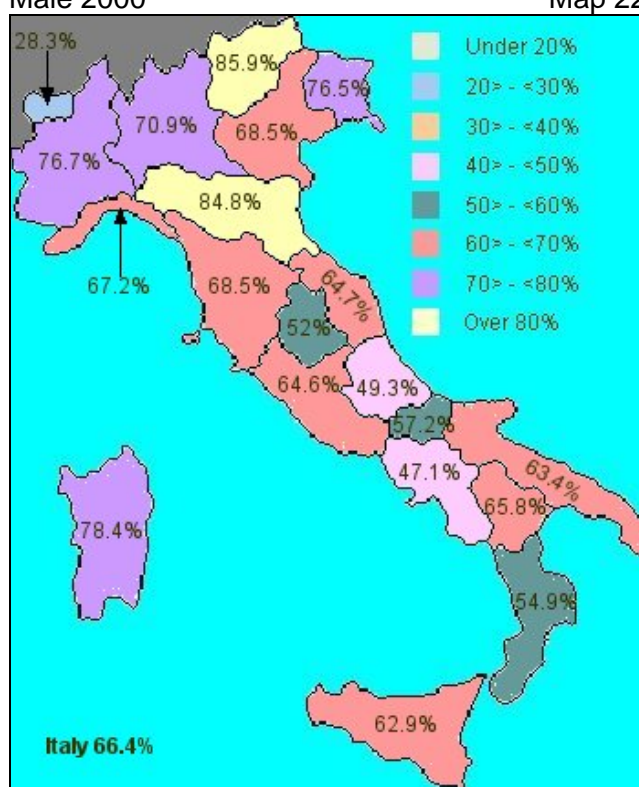 Male 2000 Map 22
28.3%
85.9%
76.5%
70.9%
68.5%
76.7%
84.8%
67.2%
68.5%
64.7%
52%
64.6%
49.3%
57.2%
47.1%
63.4%
65.8%
78.4%
54.9%
62.9%
Italy 66.4%
Under 20%
20> - <30%
30> - <40%
40> - <50%
50> - <60%
60> - <70%
70> - <80%
Over 80%